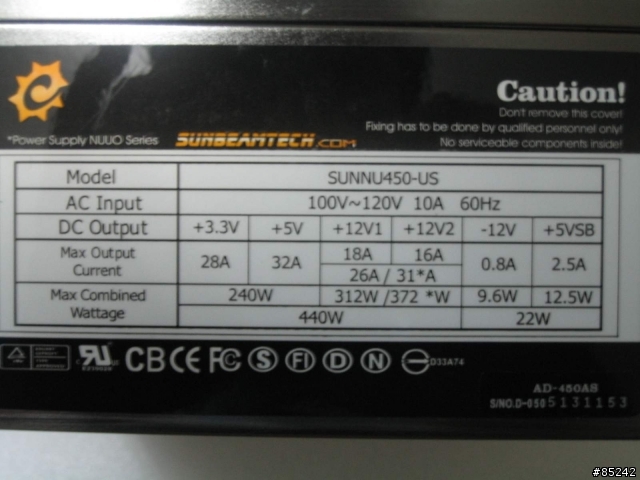 Caution!
Don't remove this cover!
Fixing has to be done by qualified personnel only!
No serviceable components inside!
*Power Supply NUUO Series SUNBEAMTECH.COM
Model SUNNU450-US
AC Input 100V~120V 10A 60Hz
DC Output +3.3V +5V +12V1 +12V2 -12V +5VSB
Max Output Current 28A 32A 18A 16A 0.8A 2.5A
26A / 31*A
Max Combined Wattage 240W 312W /372 *W 9.6W 12.5W
440W 22W
CB CE FC S FI D N D33A74
AD-450AS
S/NO.D-050 5131153
#85242